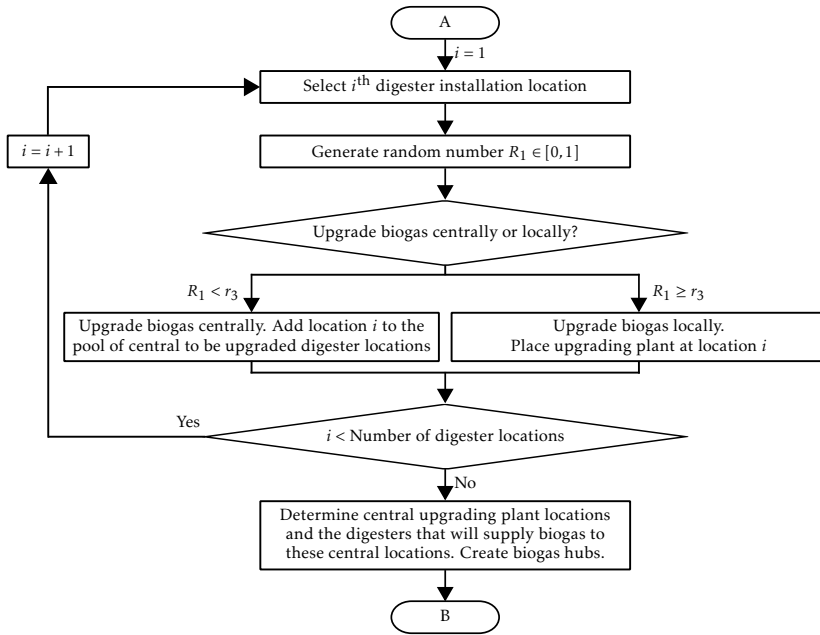 A
i = 1
Select i^th digester installation location
i = i + 1
Generate random number R₁ ∈ [0, 1]
Upgrade biogas centrally or locally?
R₁ < r₃
R₁ ≥ r₃
Upgrade biogas centrally. Add location i to the
pool of central to be upgraded digester locations
Upgrade biogas locally.
Place upgrading plant at location i
Yes
i < Number of digester locations
No
Determine central upgrading plant locations
and the digesters that will supply biogas to
these central locations. Create biogas hubs.
B